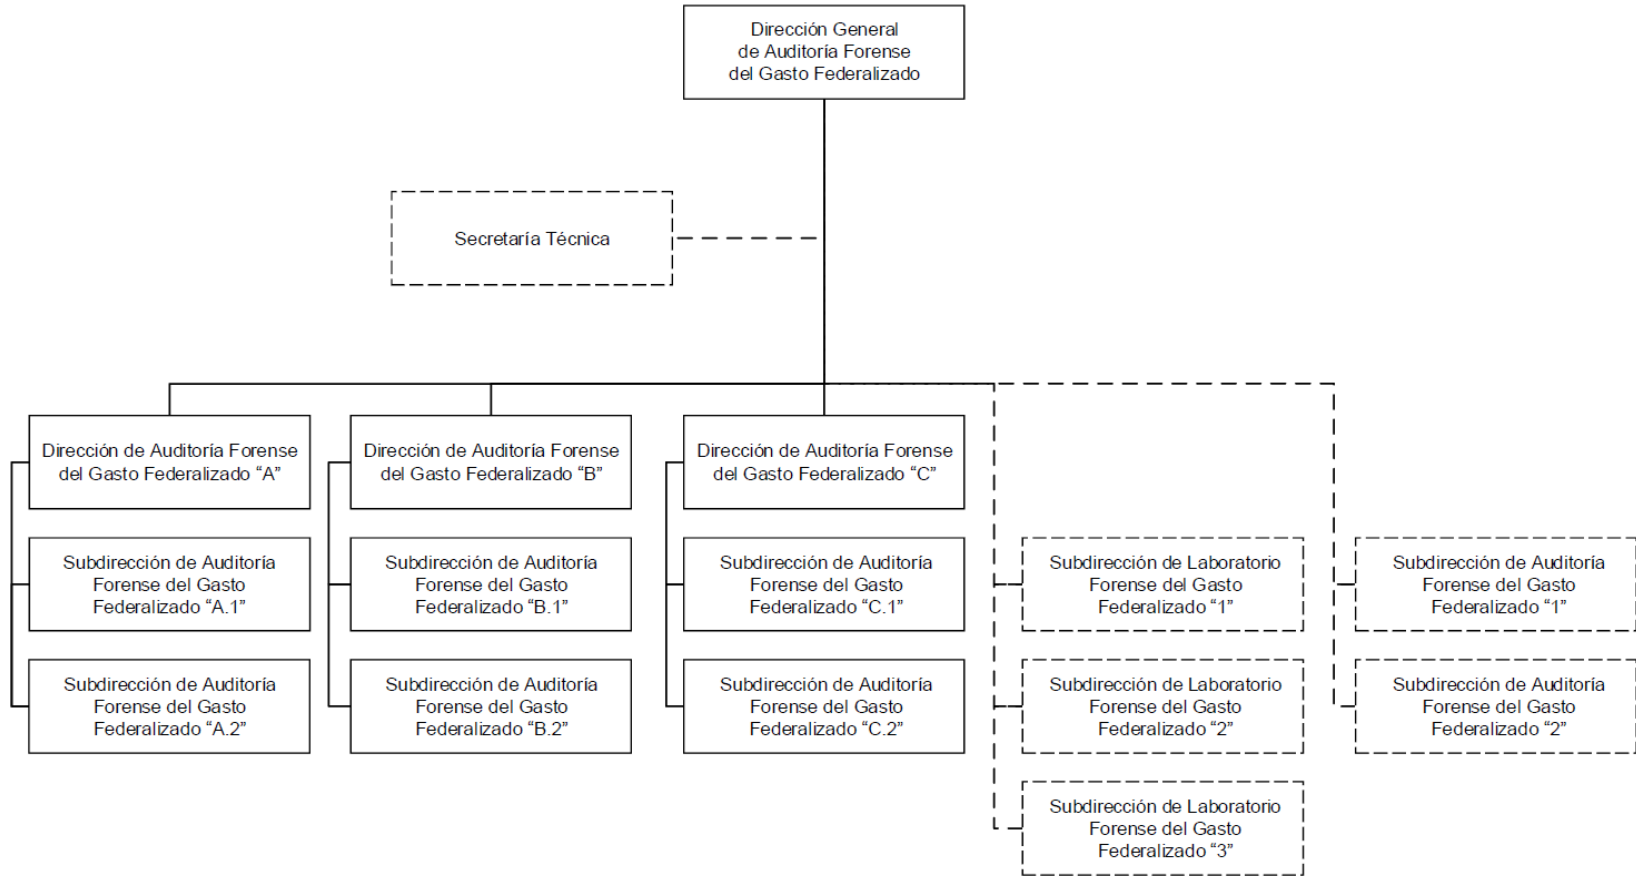 Dirección General
de Auditoría Forense
del Gasto Federalizado
Secretaría Técnica
Dirección de Auditoría Forense
del Gasto Federalizado “A”
Dirección de Auditoría Forense
del Gasto Federalizado “B”
Dirección de Auditoría Forense
del Gasto Federalizado “C”
Subdirección de Auditoría
Forense del Gasto
Federalizado “A.1”
Subdirección de Auditoría
Forense del Gasto
Federalizado “B.1”
Subdirección de Auditoría
Forense del Gasto
Federalizado “C.1”
Subdirección de Laboratorio
Forense del Gasto
Federalizado “1”
Subdirección de Auditoría
Forense del Gasto
Federalizado “1”
Subdirección de Auditoría
Forense del Gasto
Federalizado “A.2”
Subdirección de Auditoría
Forense del Gasto
Federalizado “B.2”
Subdirección de Auditoría
Forense del Gasto
Federalizado “C.2”
Subdirección de Laboratorio
Forense del Gasto
Federalizado “2”
Subdirección de Auditoría
Forense del Gasto
Federalizado “2”
Subdirección de Laboratorio
Forense del Gasto
Federalizado “3”